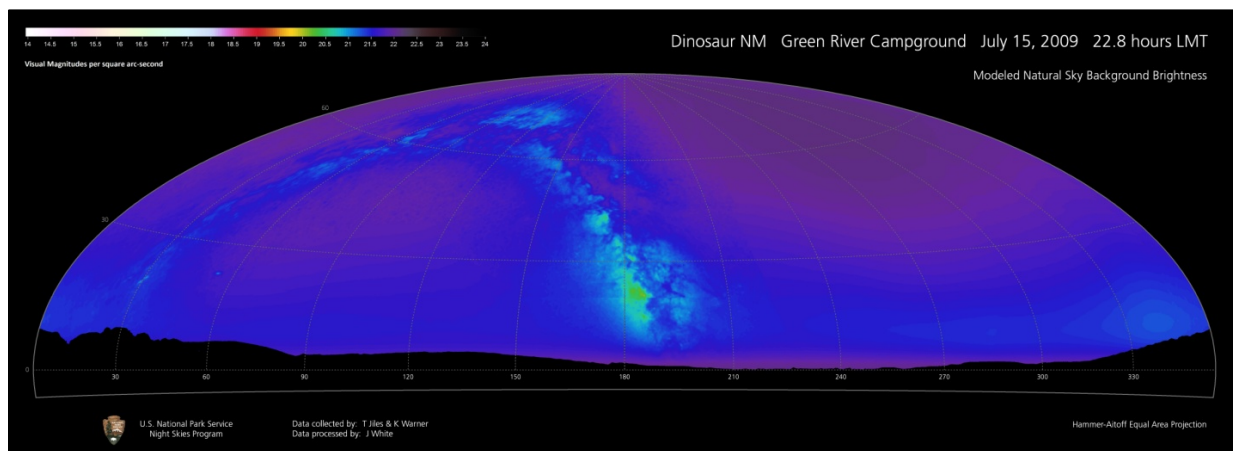 14 14.5 15 15.5 16 16.5 17 17.5 18 18.5 19 19.5 20 20.5 21 21.5 22 22.5 23 23.5 24
Visual Magnitudes per square arc-second
Dinosaur NM Green River Campground July 15, 2009 22.8 hours LMT
Modeled Natural Sky Background Brightness
60
30
0
30 60 90 120 150 180 210 240 270 300 330
U.S. National Park Service
Night Skies Program
Data collected by: T Jiles & K Warner
Data processed by: J White
Hammer-Aitoff Equal Area Projection